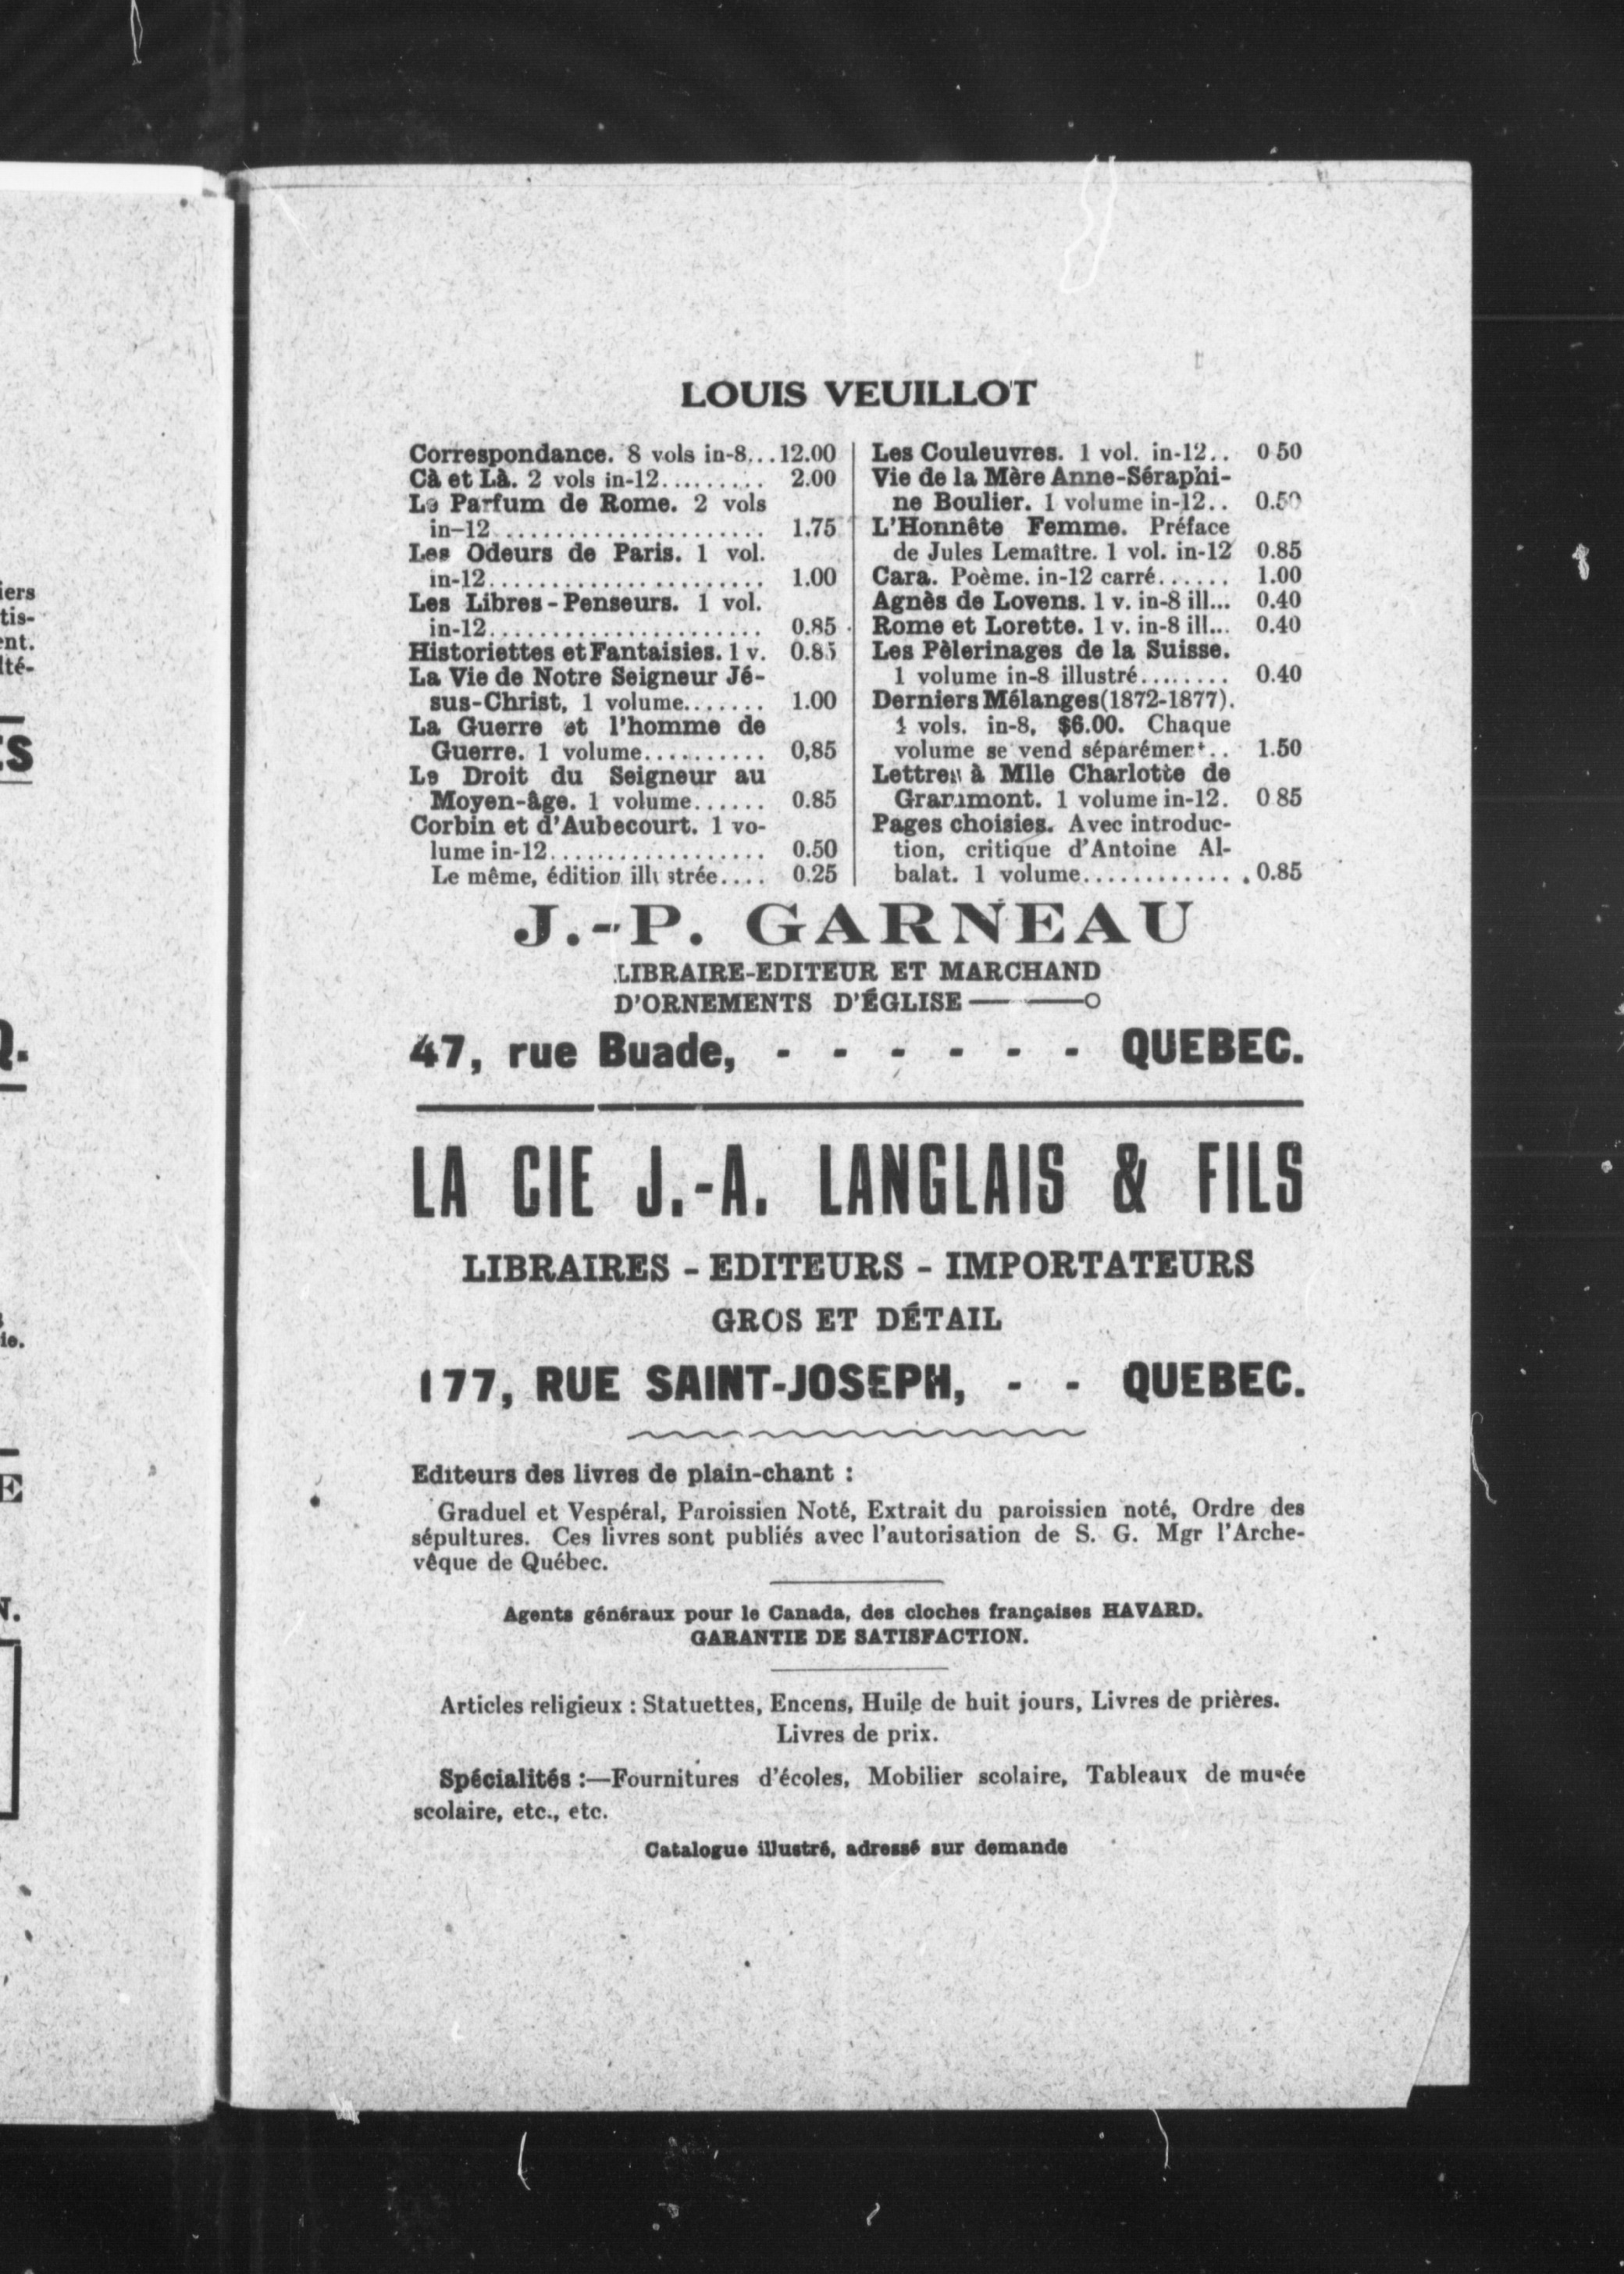 iers
tis-
ent.
lté-
ES
Q.
ie.
E
N.
LOUIS VEUILLOT
Correspondance. 8 vols in-8...12.00
Cà et Là. 2 vols in-12......... 2.00
Le Parfum de Rome. 2 vols
in-12..................... 1.75
Les Odeurs de Paris. 1 vol.
in-12...................... 1.00
Les Libres-Penseurs. 1 vol.
in-12...................... 0.85
Historiettes et Fantaisies. 1 v. 0.85
La Vie de Notre Seigneur Jé-
sus-Christ, 1 volume....... 1.00
La Guerre et l'homme de
Guerre. 1 volume.......... 0,85
Le Droit du Seigneur au
Moyen-âge. 1 volume...... 0.85
Corbin et d'Aubecourt. 1 vo-
lume in-12................. 0.50
Le même, édition illustrée.... 0.25
Les Couleuvres. 1 vol. in-12.. 0 50
Vie de la Mère Anne-Séraphi-
ne Boulier. 1 volume in-12.. 0.50
L'Honnête Femme. Préface
de Jules Lemaître. 1 vol. in-12 0.85
Cara. Poème. in-12 carré...... 1.00
Agnès de Lovens. 1 v. in-8 ill... 0.40
Rome et Lorette. 1 v. in-8 ill... 0.40
Les Pèlerinages de la Suisse.
1 volume in-8 illustré........ 0.40
Derniers Mélanges(1872-1877).
vols. in-8, $6.00. Chaque
volume se vend séparément.. 1.50
Lettres à Mlle Charlotte de
Grammont. 1 volume in-12. 0 85
Pages choisies. Avec introduc-
tion, critique d'Antoine Al-
balat. 1 volume............ 0.85
J.-P. GARNEAU
LIBRAIRE-EDITEUR ET MARCHAND
D'ORNEMENTS D'ÉGLISE
47, rue Buade, - - - - - - QUEBEC.
LA CIE J.-A. LANGLAIS & FILS
LIBRAIRES - EDITEURS - IMPORTATEURS
GROS ET DÉTAIL
177, RUE SAINT-JOSEPH, - - QUEBEC.
Editeurs des livres de plain-chant :
Graduel et Vespéral, Paroissien Noté, Extrait du paroissien noté, Ordre des
sépultures. Ces livres sont publiés avec l'autorisation de S. G. Mgr l'Arche-
vêque de Québec.
Agents généraux pour le Canada, des cloches françaises HAVARD.
GARANTIE DE SATISFACTION.
Articles religieux : Statuettes, Encens, Huile de huit jours, Livres de prières.
Livres de prix.
Spécialités :—Fournitures d'écoles, Mobilier scolaire, Tableaux de musée
scolaire, etc., etc.
Catalogue illustré, adressé sur demande